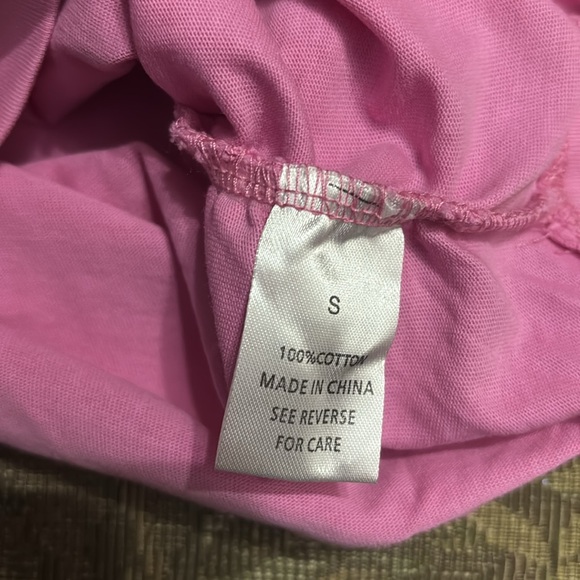 S
100%COTTON
MADE IN CHINA
SEE REVERSE
FOR CARE